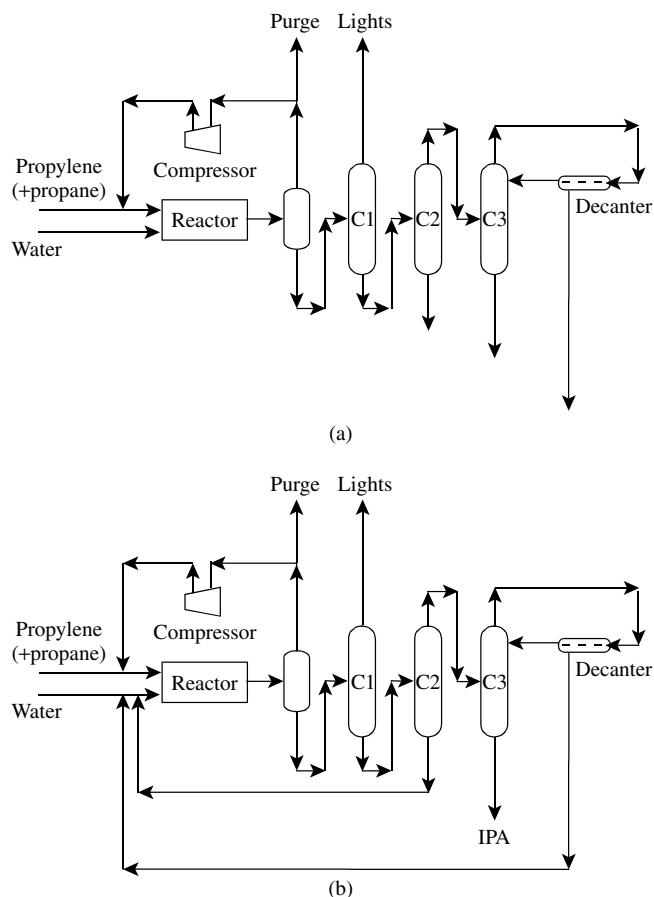 Purge Lights
Compressor
Propylene
(+propane)
Reactor C1 C2 C3
Decanter
Water
(a)
Purge Lights
Compressor
Propylene
(+propane)
Decanter
Reactor C1 C2 C3
Water
IPA
(b)